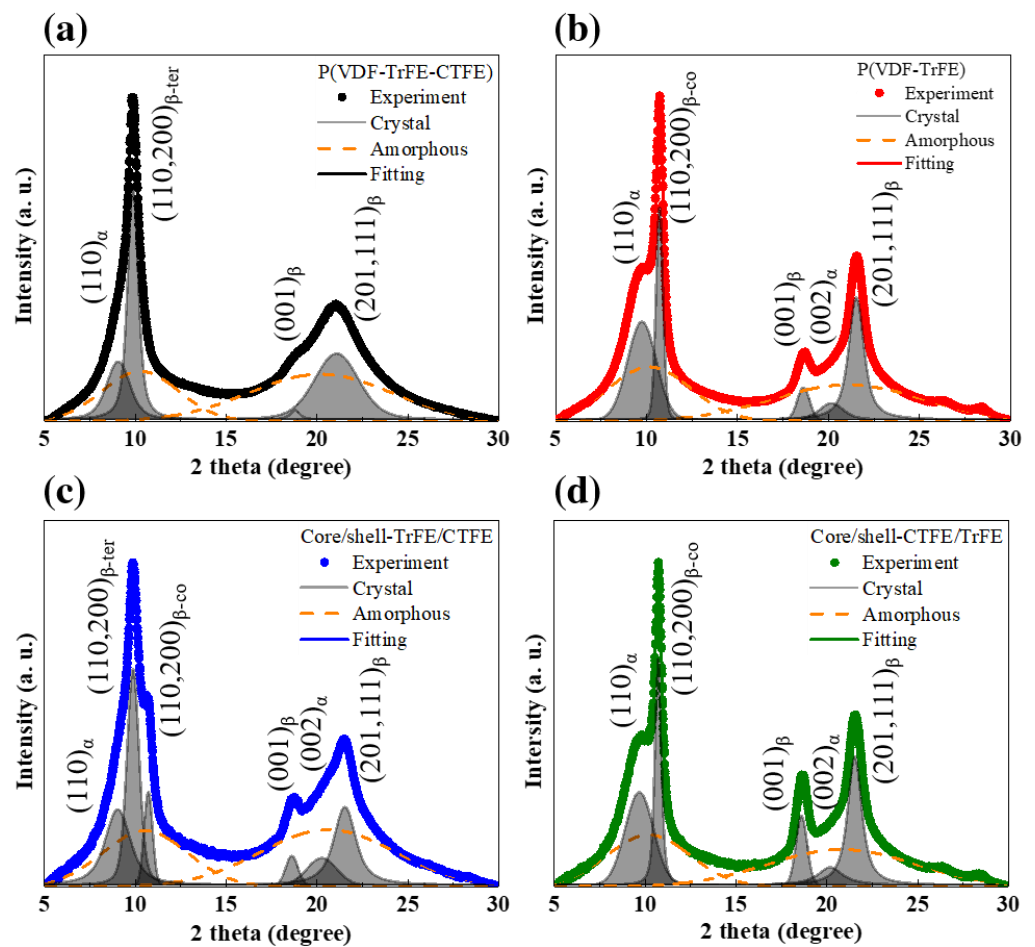 (a)
P(VDF-TrFE-CTFE)
Experiment
Crystal
Amorphous
Fitting
(110)α
(110,200)β-ter
(001)β
(201,111)β
Intensity (a. u.)
5 10 15 20 25 30
2 theta (degree)
(b)
P(VDF-TrFE)
Experiment
Crystal
Amorphous
Fitting
(110)α
(110,200)β-co
(001)β
(002)α
(201,111)β
Intensity (a. u.)
5 10 15 20 25 30
2 theta (degree)
(c)
Core/shell-TrFE/CTFE
Experiment
Crystal
Amorphous
Fitting
(110)α
(110,200)β-ter
(110,200)β-co
(001)β
(002)α
(201,111)β
Intensity (a. u.)
5 10 15 20 25 30
2 theta (degree)
(d)
Core/shell-CTFE/TrFE
Experiment
Crystal
Amorphous
Fitting
(110)α
(110,200)β-co
(001)β
(002)α
(201,111)β
Intersity (a. u.)
5 10 15 20 25 30
2 theta (degree)